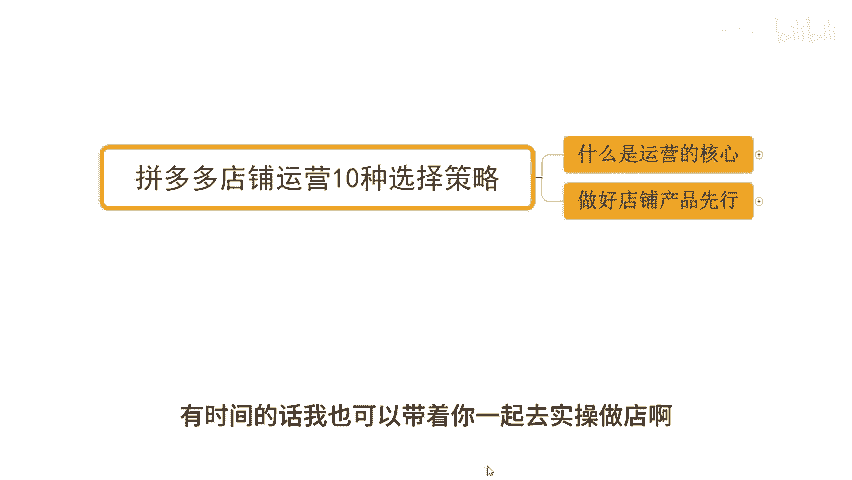 拼多多店铺运营10种选择策略
什么是运营的核心
做好店铺产品先行
有时间的话我也可以带着你一起去实操做店啊